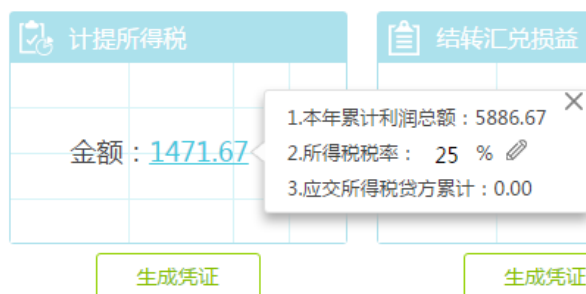 计提所得税
结转汇兑损益
金额：1471.67
1.本年累计利润总额：5886.67
2.所得税税率： 25 %
3.应交所得税贷方累计：0.00
生成凭证
生成凭证